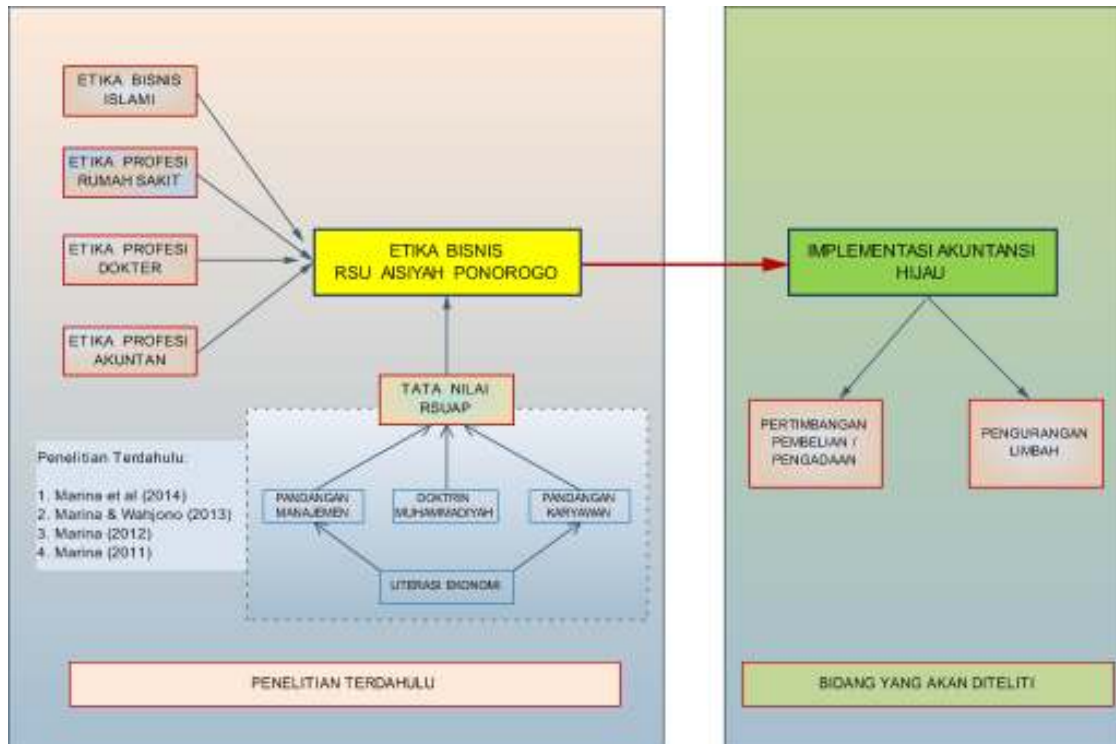 ETIKA BISNIS
ISLAMI
ETIKA PROFESI
RUMAH SAKIT
ETIKA PROFESI
DOKTER
ETIKA PROFESI
AKUNTAN
ETIKA BISNIS
RSU AISIYAH PONOROGO
TATA NILAI
RSUAP
PANDANGAN
MANAJEMEN
DOKTRIN
MUHAMMADIYAH
PANDANGAN
KARYAWAN
LITERASI EKONOMI
Penelitian Terdahulu:
1. Marina et al (2014)
2. Marina & Wahjono (2013)
3. Marina (2012)
4. Marina (2011)
PENELITIAN TERDAHULU
IMPLEMENTASI AKUNTANSI
HIJAU
PERTIMBANGAN
PEMBELIAN /
PENGADAAN
PENGURANGAN
LIMBAH
BIDANG YANG AKAN DITELITI